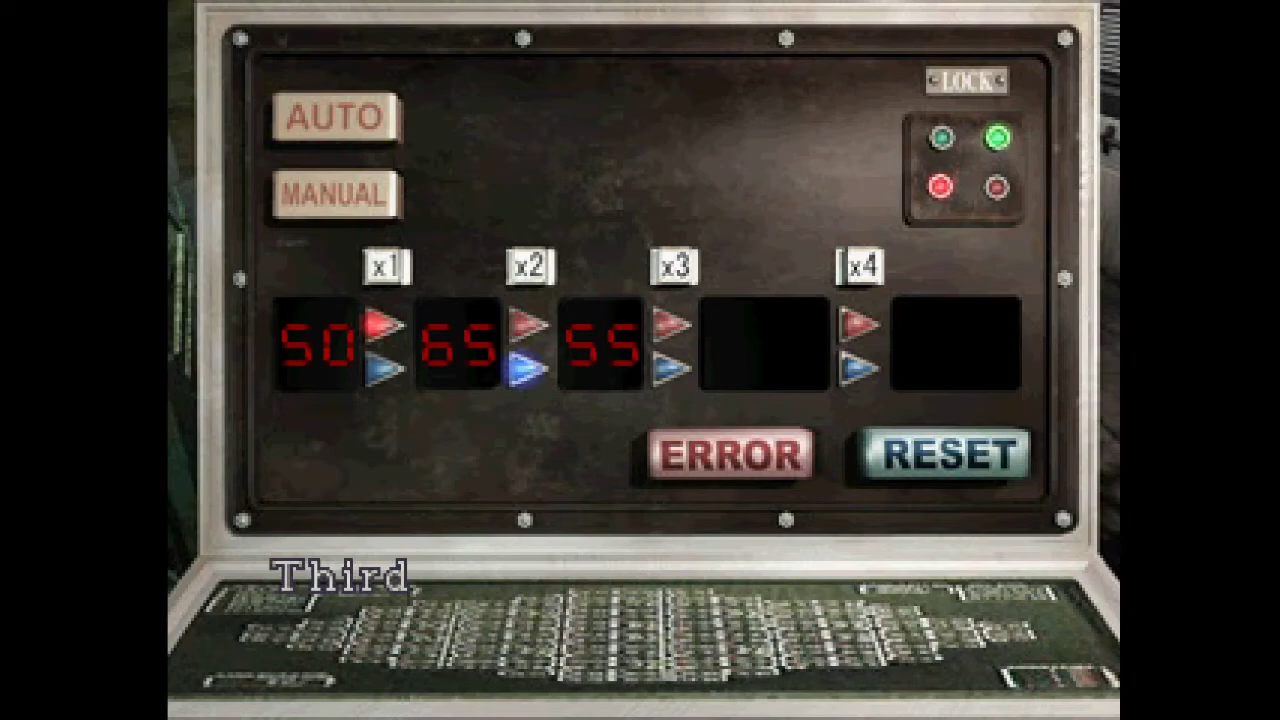 LOCK
AUTO
MANUAL
x1 x2 x3 x4
50 65 55
ERROR RESET
Third,